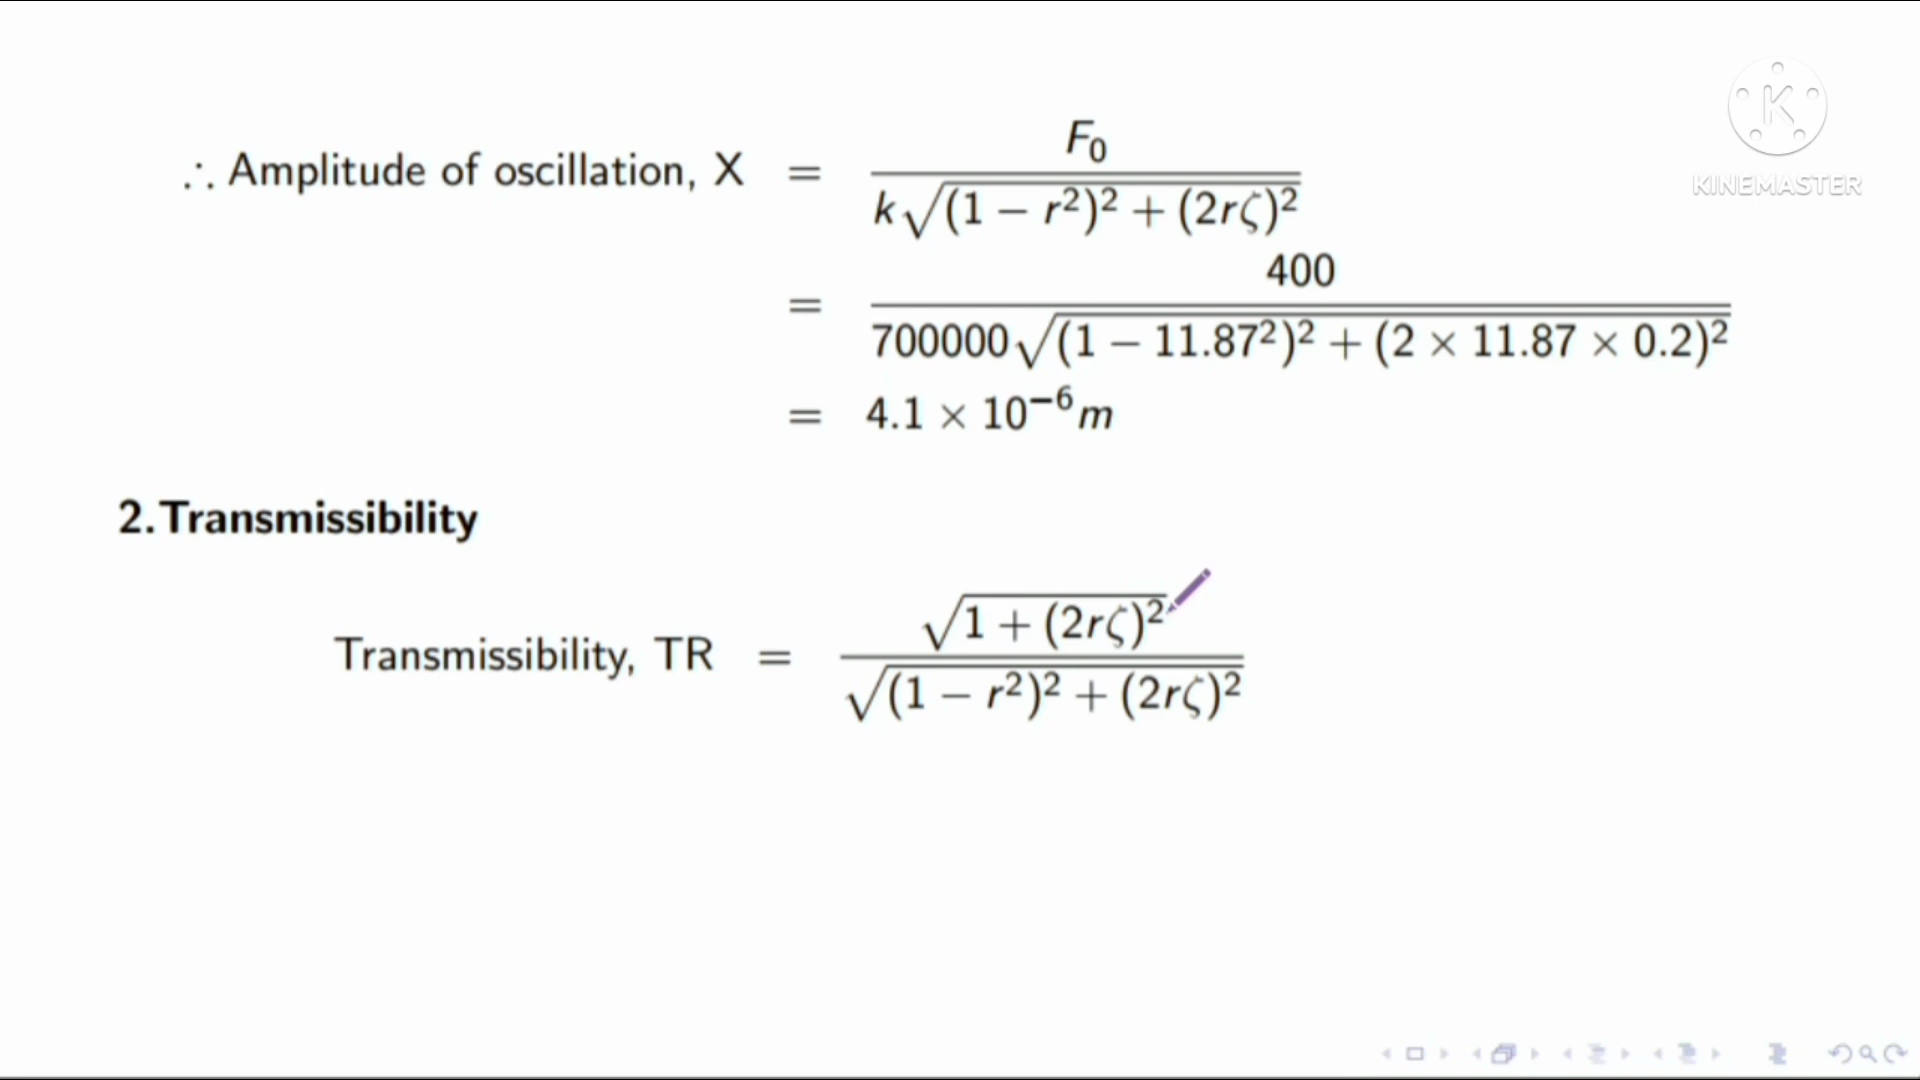 ∴ Amplitude of oscillation, X = F₀ / k√(1 − r²)² + (2rζ)²
= 400 / 700000√(1 − 11.87²)² + (2 × 11.87 × 0.2)²
= 4.1 × 10⁻⁶m
2.Transmissibility
Transmissibility, TR = √1 + (2rζ)² / √(1 − r²)² + (2rζ)²
K
KINEMASTER